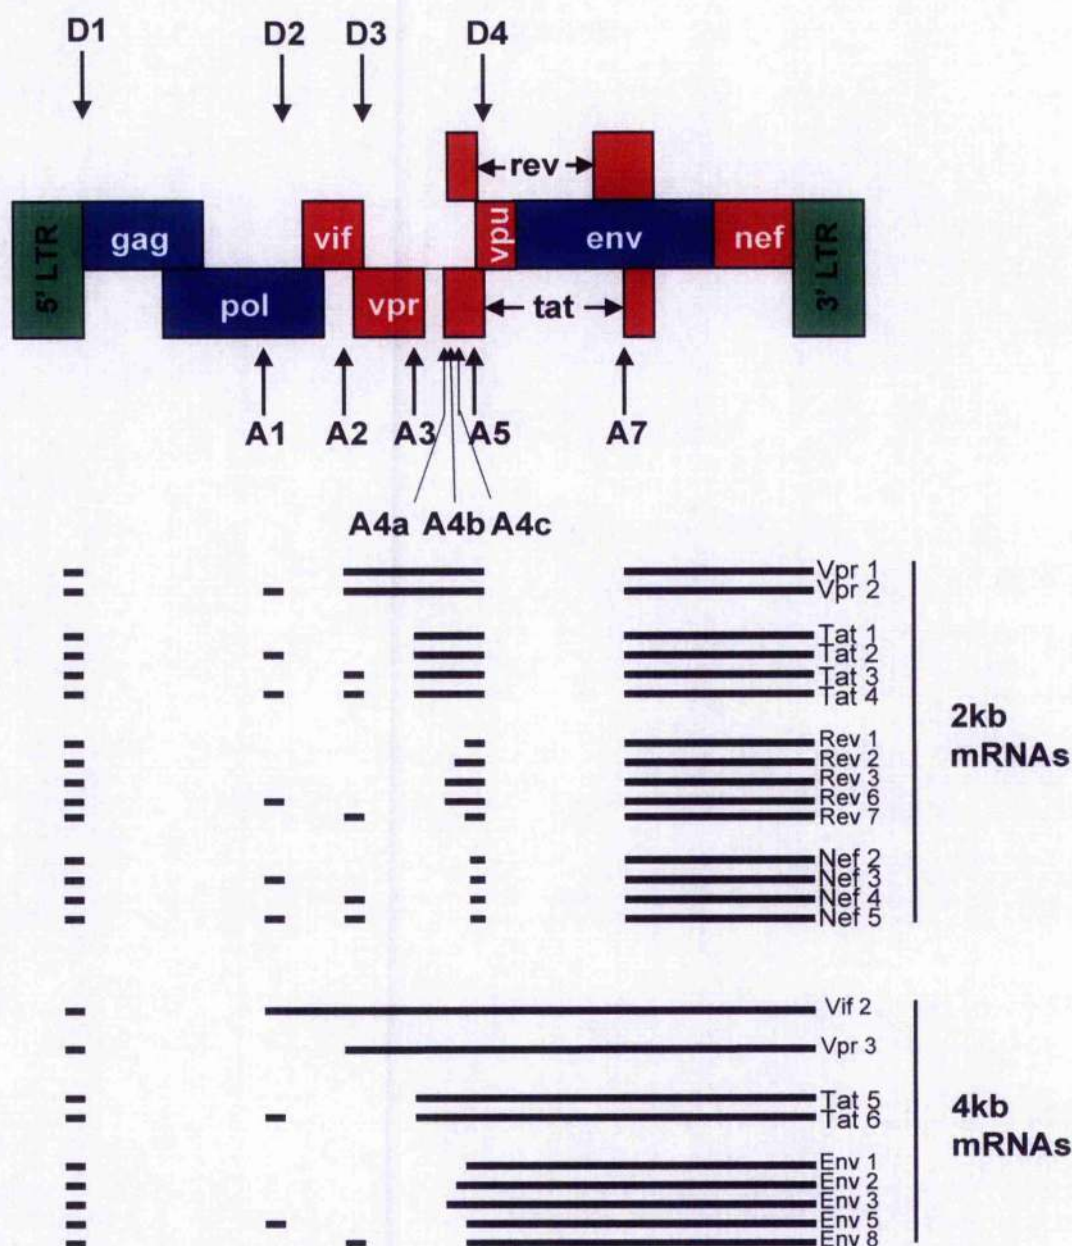 D1 D2 D3 D4
rev
5' LTR gag vif vpu env nef 3' LTR
pol vpr tat
A1 A2 A3 A5 A7
A4a A4b A4c
Vpr 1
Vpr 2
Tat 1
Tat 2
Tat 3
Tat 4
Rev 1
Rev 2
Rev 3
Rev 6
Rev 7
Nef 2
Nef 3
Nef 4
Nef 5
2kb
mRNAs
Vif 2
Vpr 3
Tat 5
Tat 6
Env 1
Env 2
Env 3
Env 5
Env 8
4kb
mRNAs